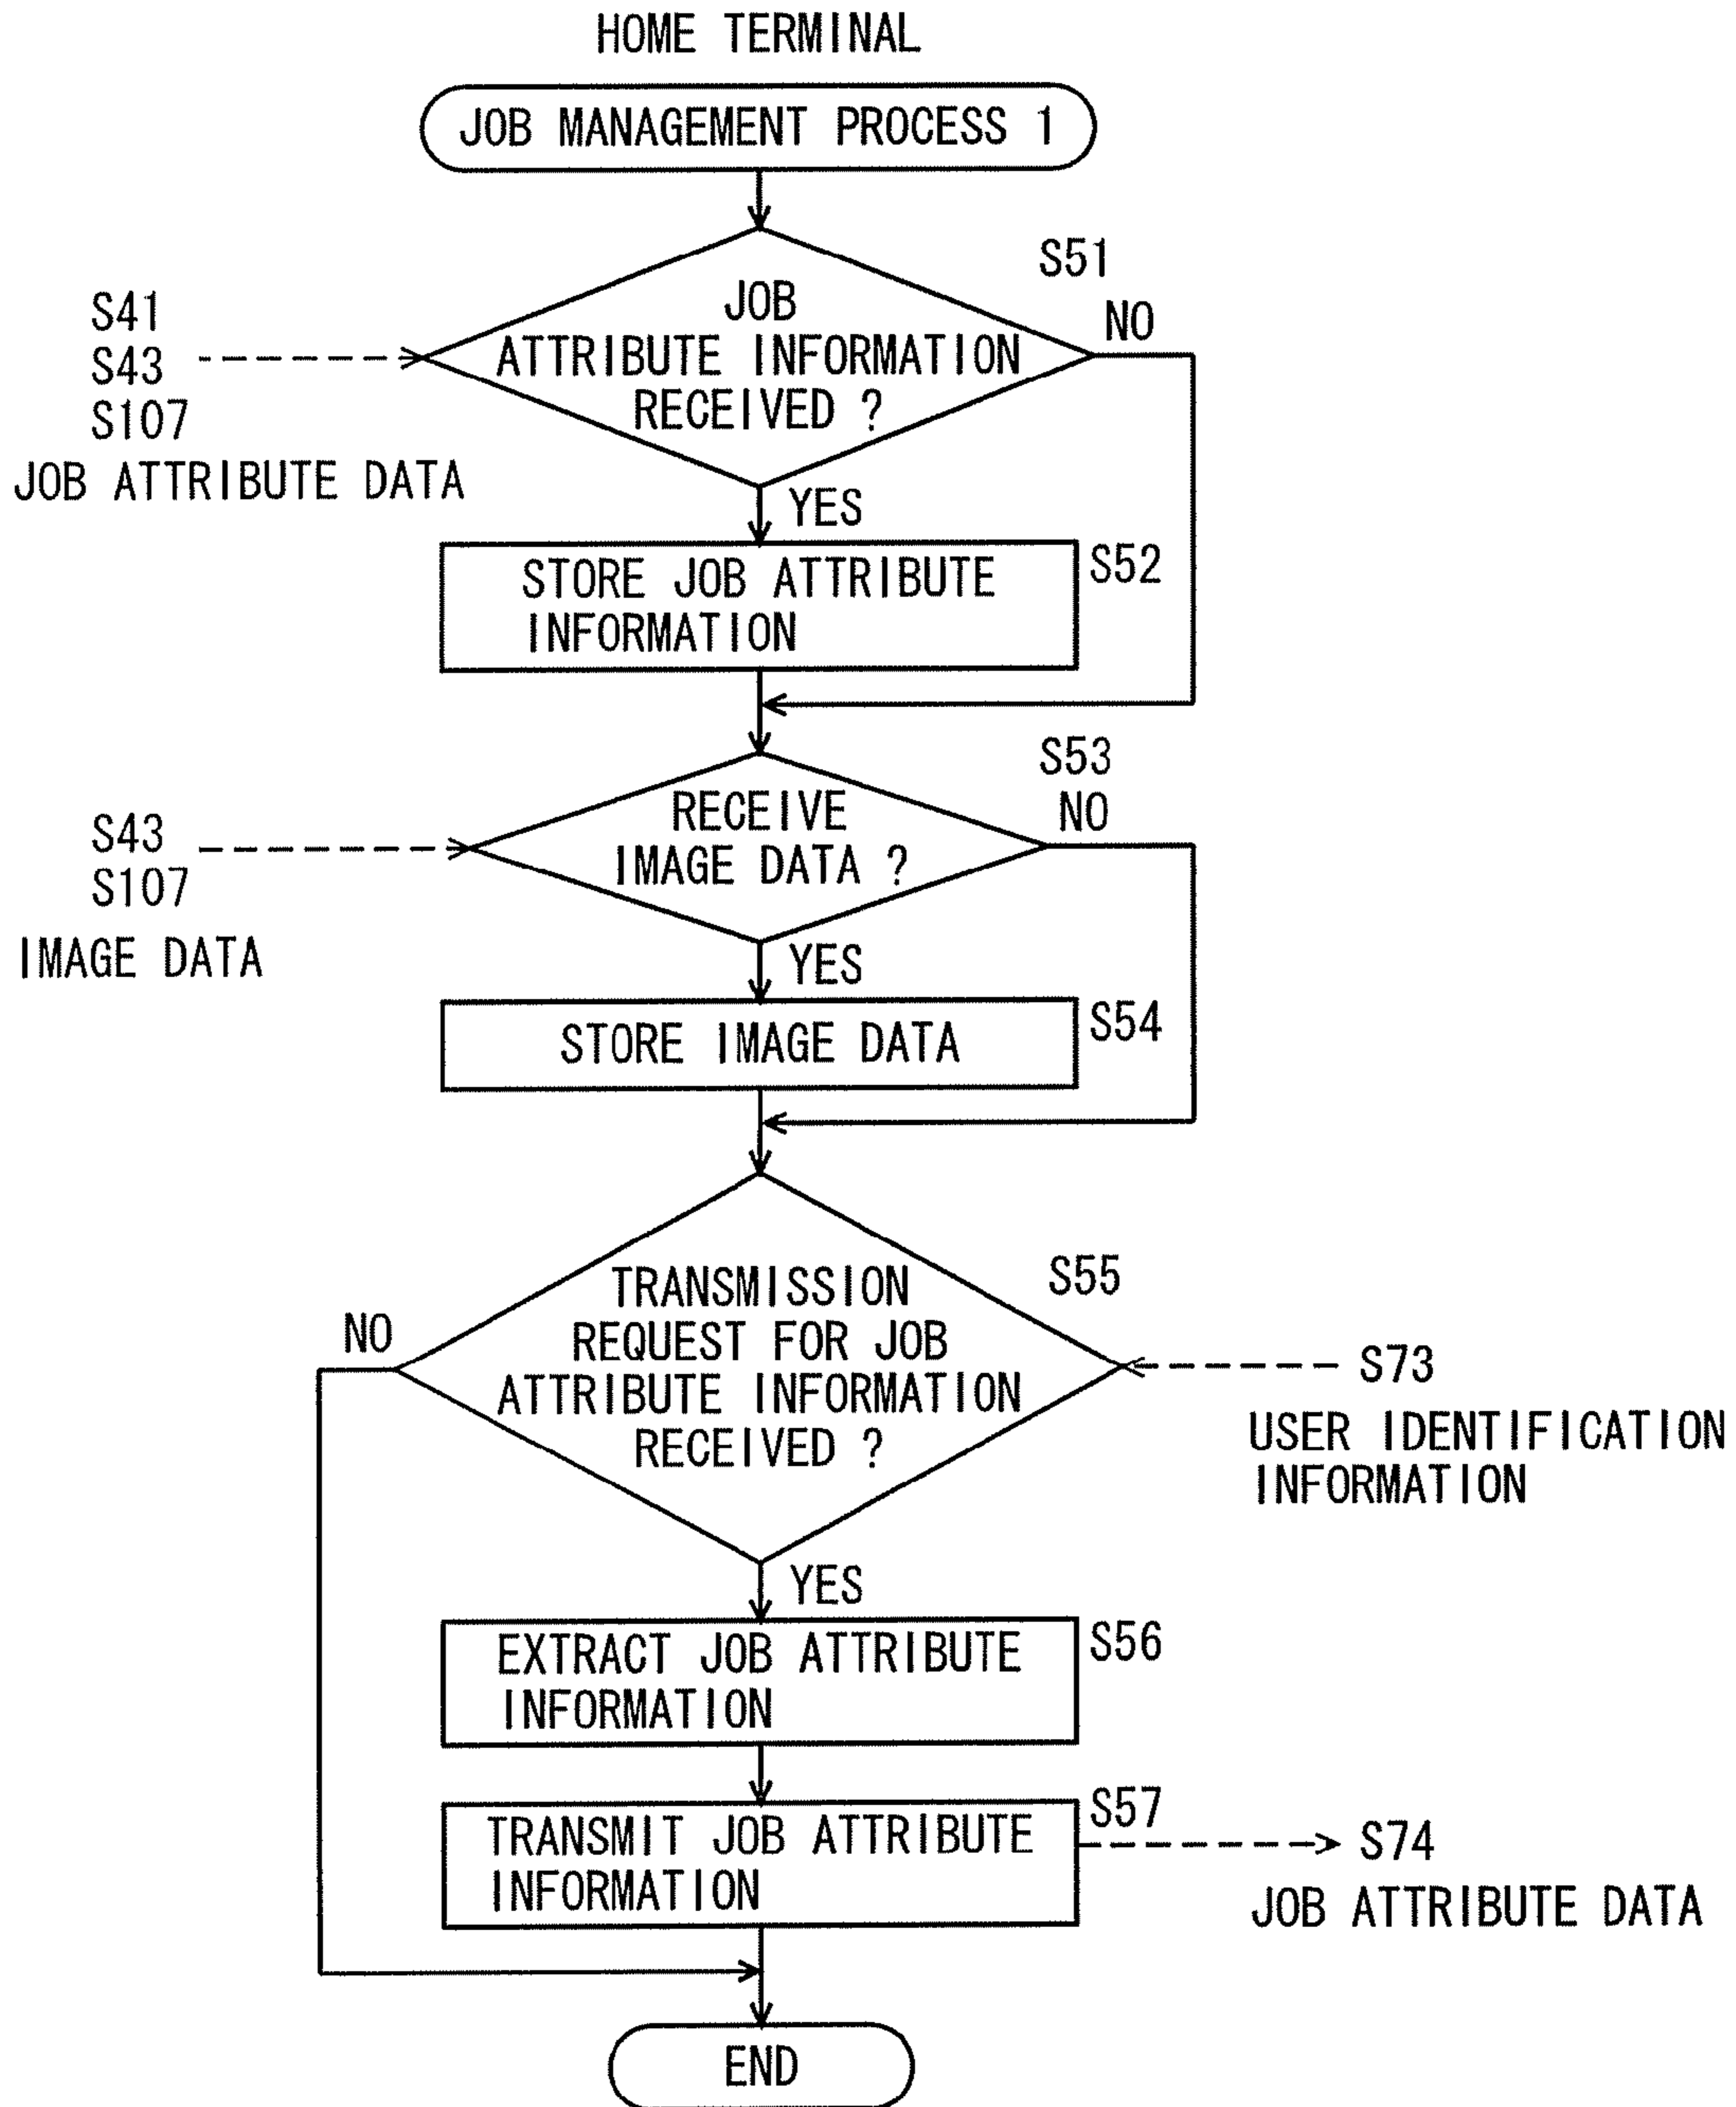 HOME TERMINAL
JOB MANAGEMENT PROCESS 1
S51
JOB
ATTRIBUTE INFORMATION
RECEIVED ?
NO
S41
S43
S107
JOB ATTRIBUTE DATA
YES
STORE JOB ATTRIBUTE
INFORMATION
S52
S53
RECEIVE
IMAGE DATA ?
NO
S43
S107
IMAGE DATA
YES
STORE IMAGE DATA
S54
S55
TRANSMISSION
REQUEST FOR JOB
ATTRIBUTE INFORMATION
RECEIVED ?
NO
S73
USER IDENTIFICATION
INFORMATION
YES
EXTRACT JOB ATTRIBUTE
INFORMATION
S56
TRANSMIT JOB ATTRIBUTE
INFORMATION
S57
S74
JOB ATTRIBUTE DATA
END